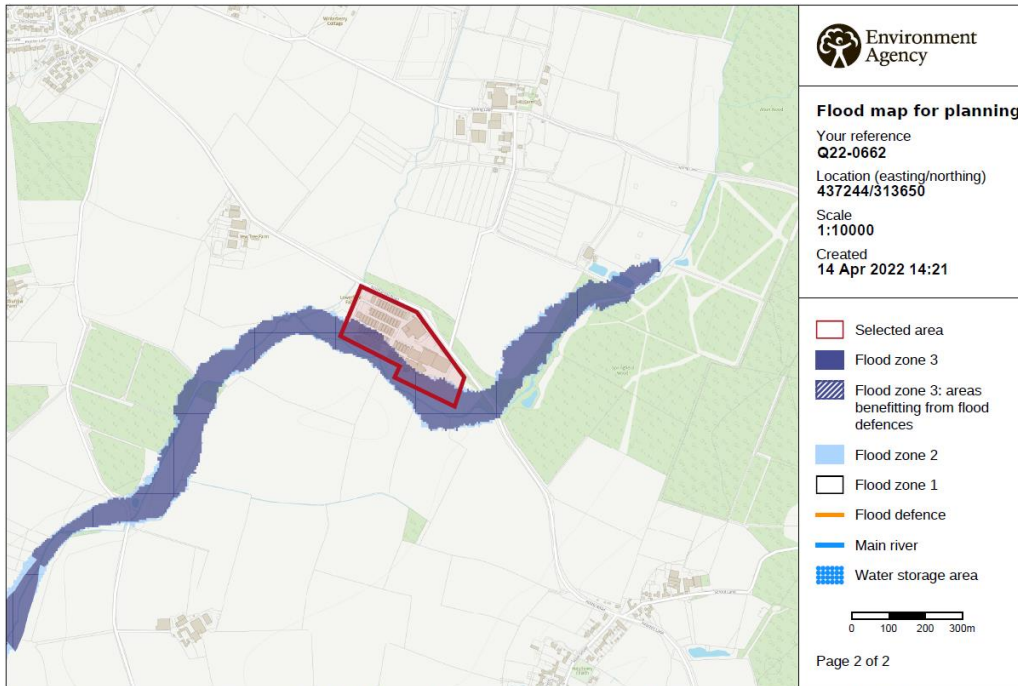 Environment
Agency
Flood map for planning
Your reference
Q22-0662
Location (easting/northing)
437244/313650
Scale
1:10000
Created
14 Apr 2022 14:21
Selected area
Flood zone 3
Flood zone 3: areas
benefitting from flood
defences
Flood zone 2
Flood zone 1
Flood defence
Main river
Water storage area
0 100 200 300m
Page 2 of 2